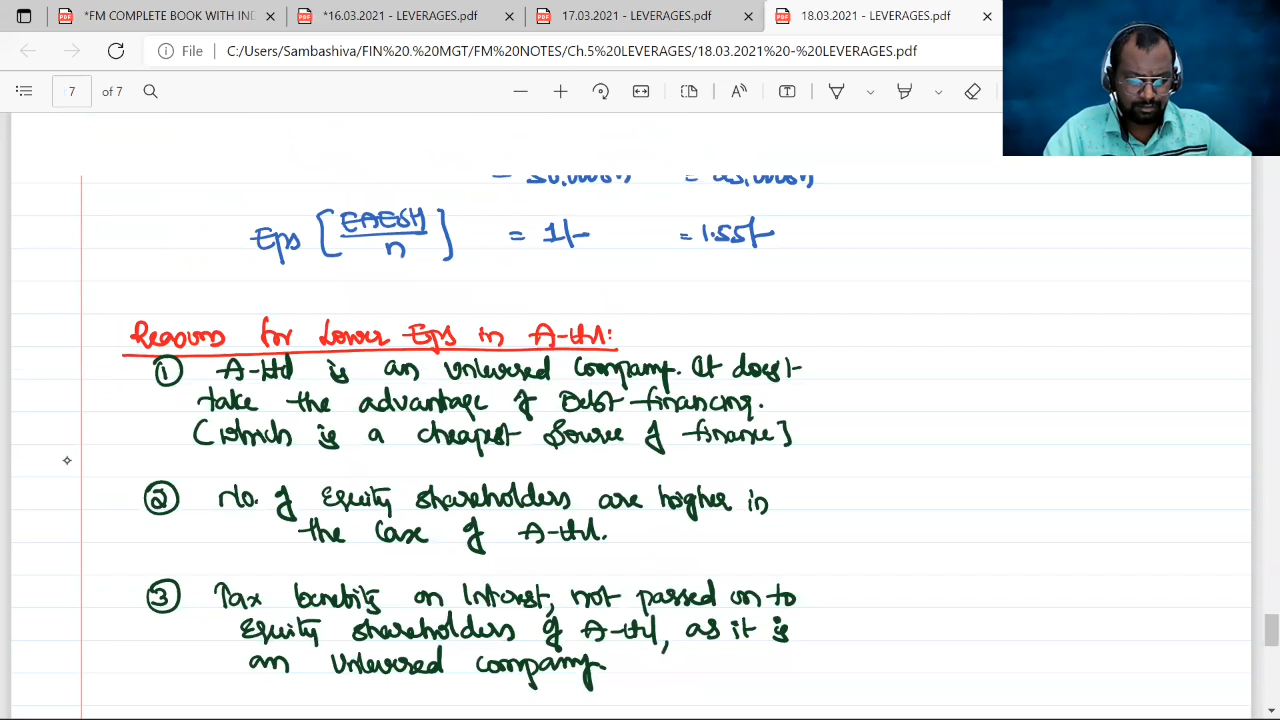 *FM COMPLETE BOOK WITH IND
*16.03.2021 - LEVERAGES.pdf
17.03.2021 - LEVERAGES.pdf
18.03.2021 - LEVERAGES.pdf
File
C:/Users/Sambashiva/FIN%20.%20MGT/FM%20NOTES/Ch.5%20LEVERAGES/18.03.2021%20-%20LEVERAGES.pdf
7 of 7
Eps [EAESH/n] = 1/- = 1.55/-
Reasons for Lower Eps in A-Ltd:
① A-Ltd is an unlevered company. It doesn't
take the advantage of Debt-financing.
(which is a cheapest source of finance]
② No. of Equity shareholders are higher in
the case of A-Ltd.
③ Tax benefits on Interest, not passed on to
Equity shareholders of A-Ltd, as it is
an unlevered company